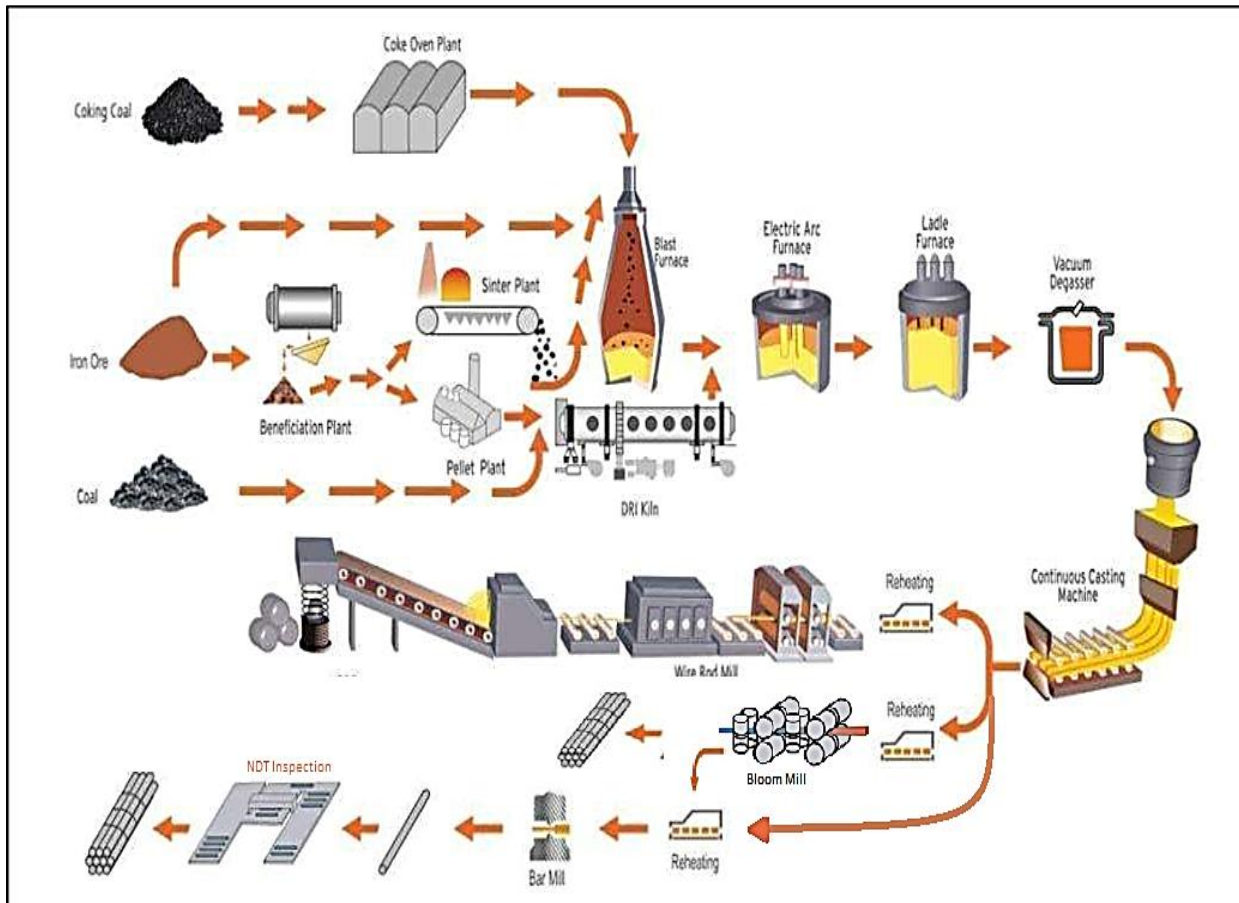 Coke Oven Plant
Coking Coal
Electric Arc
Furnace
Ladle
Furnace
Blast
Furnace
Vacuum
Degasser
Sinter Plant
Iron Ore
Beneficiation Plant
Pellet Plant
Coal
DRI Kiln
Continuous Casting
Machine
Reheating
Wire Rod Mill
Reheating
Bloom Mill
NDT Inspection
Bar Mill
Reheating